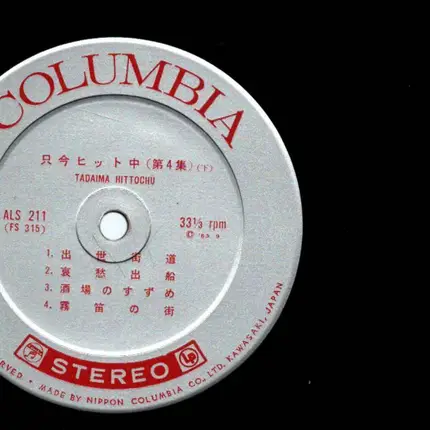 COLUMBIA
只今ヒット中(第4集)(下)
TADAIMA HITTOCHU
ALS 211
(FS 315)
33⅓ rpm
1. 出世街道
2. 哀愁出船
3. 酒場のすずめ
4. 霧笛の街
STEREO
LP
RVED • MADE BY NIPPON COLUMBIA CO., LTD. KAWASAKI, JAPAN